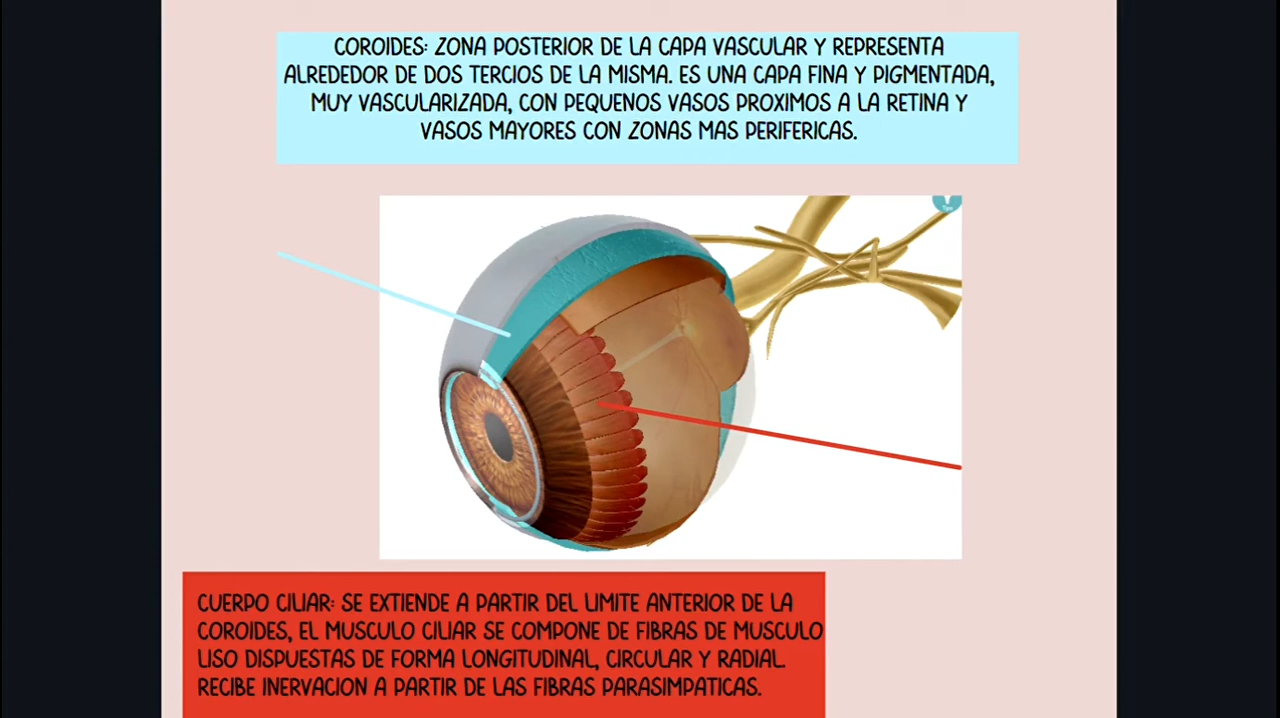 COROIDES: ZONA POSTERIOR DE LA CAPA VASCULAR Y REPRESENTA
ALREDEDOR DE DOS TERCIOS DE LA MISMA. ES UNA CAPA FINA Y PIGMENTADA,
MUY VASCULARIZADA, CON PEQUENOS VASOS PROXIMOS A LA RETINA Y
VASOS MAYORES CON ZONAS MAS PERIFERICAS.
CUERPO CILIAR: SE EXTIENDE A PARTIR DEL LIMITE ANTERIOR DE LA
COROIDES, EL MUSCULO CILIAR SE COMPONE DE FIBRAS DE MUSCULO
LISO DISPUESTAS DE FORMA LONGITUDINAL, CIRCULAR Y RADIAL.
RECIBE INERVACION A PARTIR DE LAS FIBRAS PARASIMPATICAS.